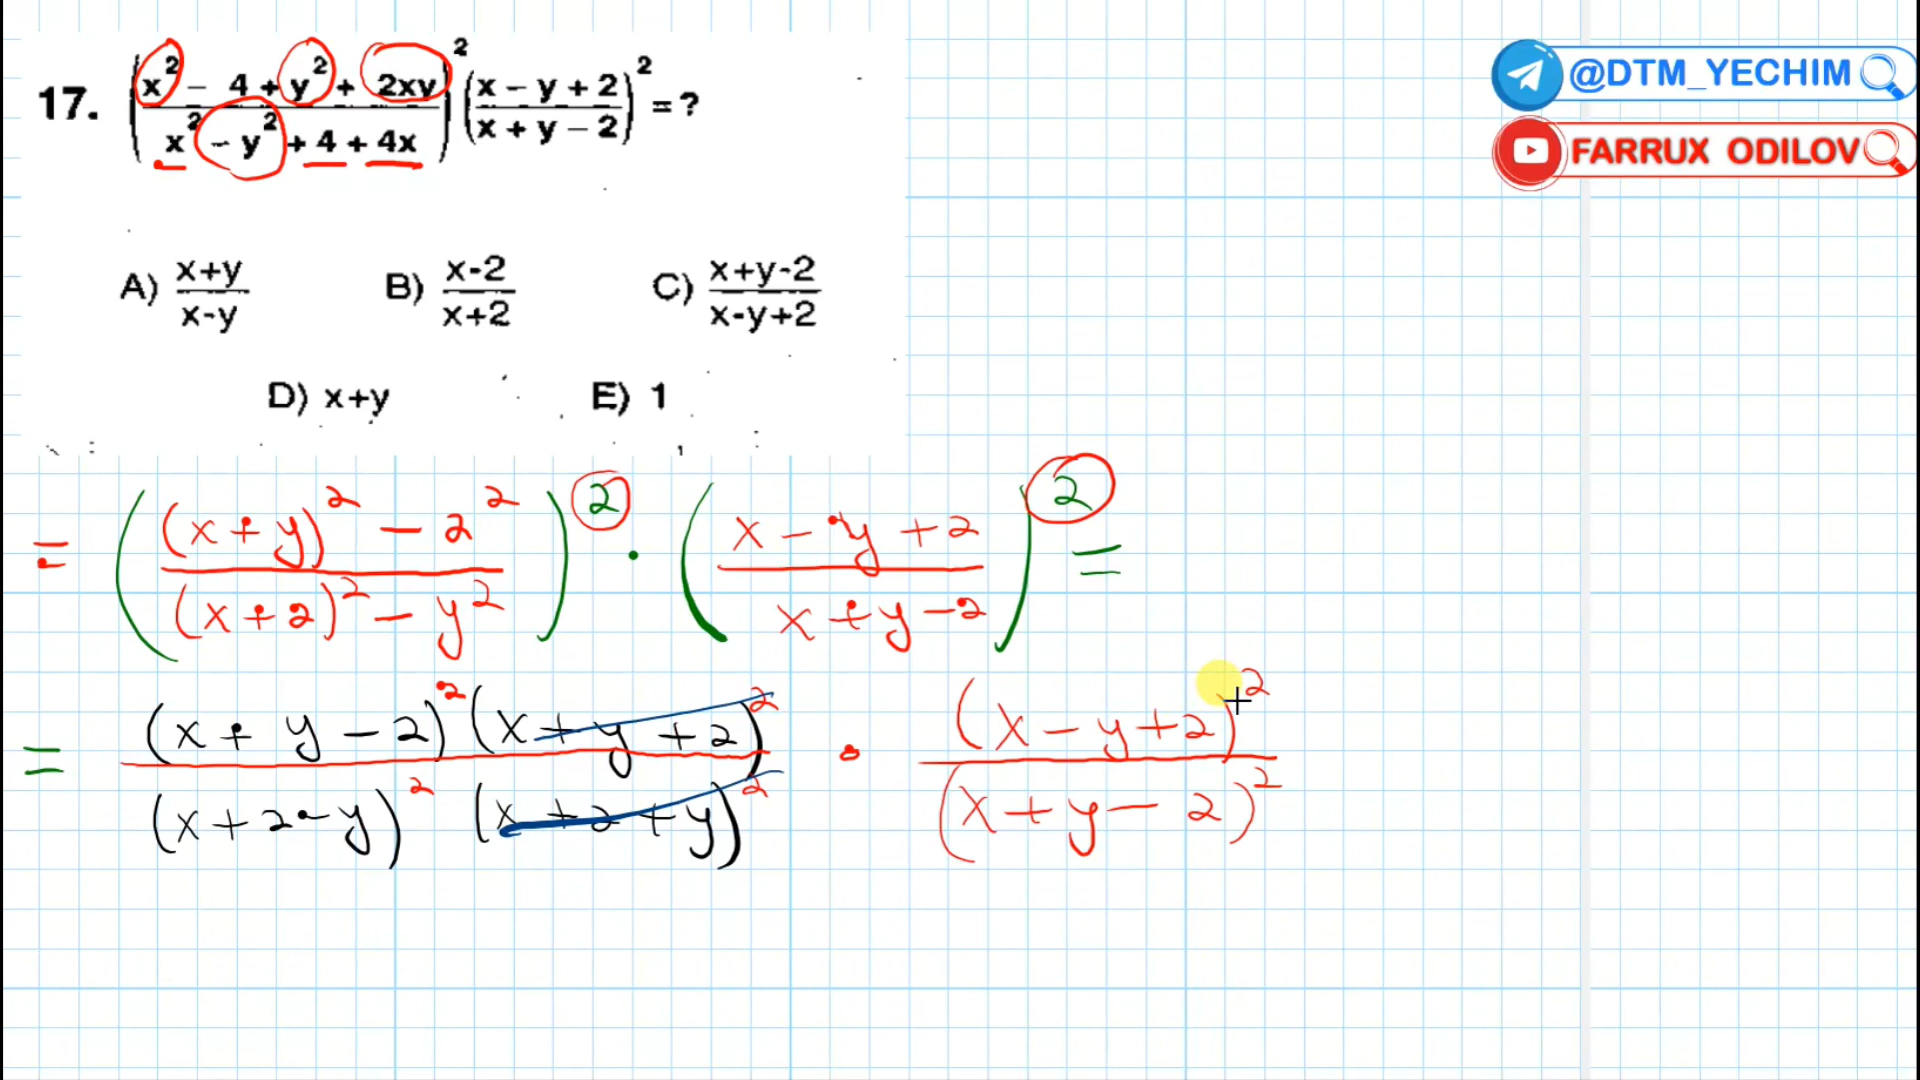 @DTM_YECHIM
FARRUX ODILOV
17. ((x² - 4 + y² + 2xy)/(x² - y² + 4 + 4x))² ((x - y + 2)/(x + y - 2))² = ?
A) (x+y)/(x-y) B) (x-2)/(x+2) C) (x+y-2)/(x-y+2)
D) x+y E) 1
= (((x+y)² - 2²)/((x+2)² - y²))² · ((x - y + 2)/(x + y - 2))² =
= ((x + y - 2)² (x + y + 2)²)/((x + 2 - y)² (x + 2 + y)²) · (x - y + 2)²/(x + y - 2)²